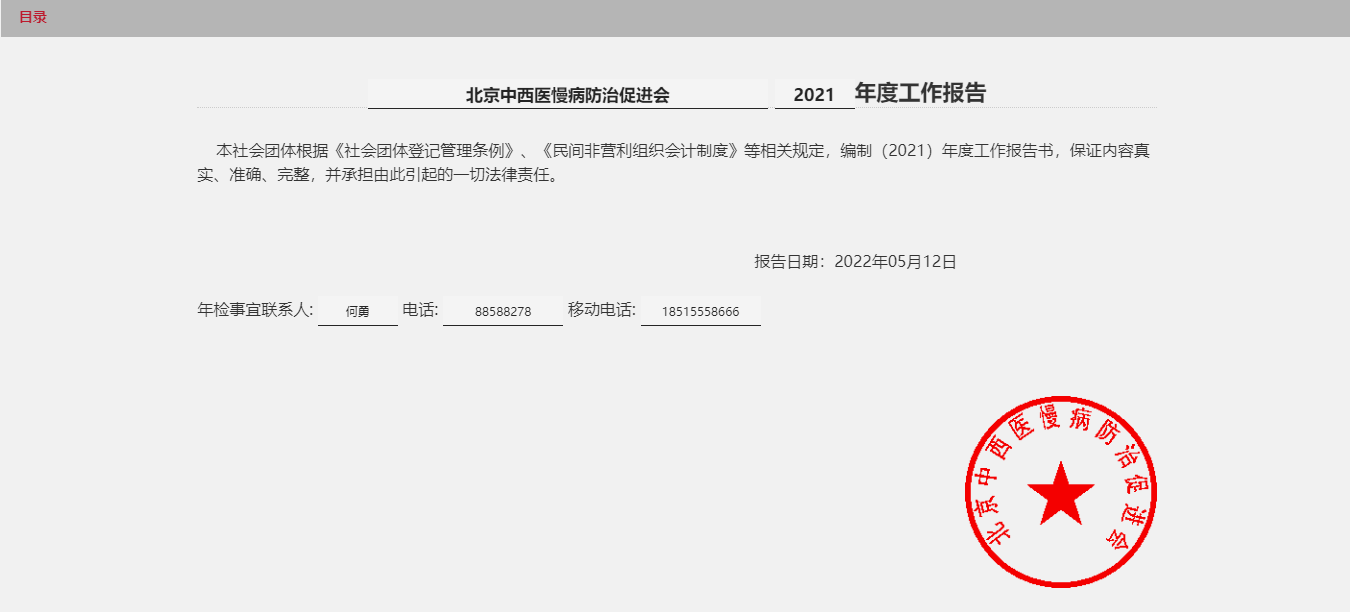 目录
北京中西医慢病防治促进会 2021 年度工作报告
本社会团体根据《社会团体登记管理条例》、《民间非营利组织会计制度》等相关规定，编制（2021）年度工作报告书，保证内容真
实、准确、完整，并承担由此引起的一切法律责任。
报告日期：2022年05月12日
年检事宜联系人: 何勇 电话: 88588278 移动电话: 18515558666
北京中西医慢病防治促进会